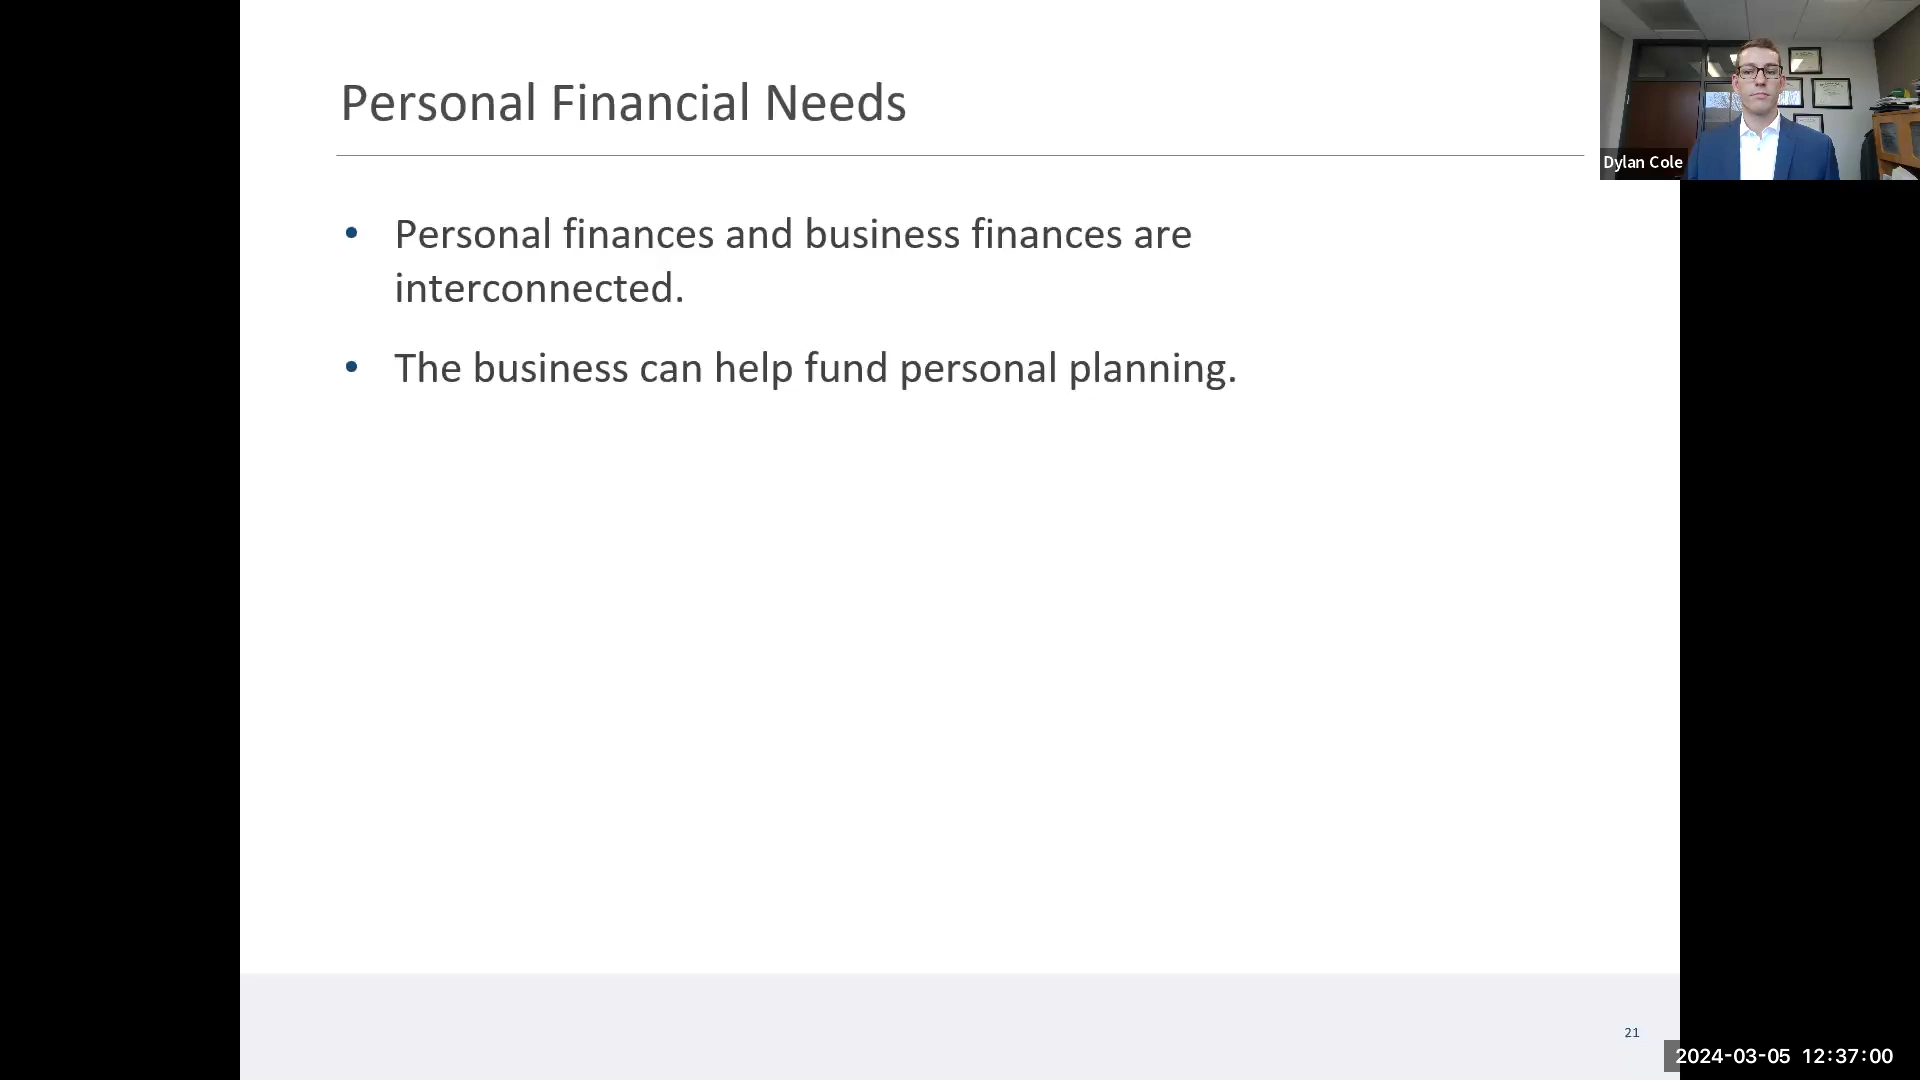 Personal Financial Needs
Dylan Cole
• Personal finances and business finances are
interconnected.
• The business can help fund personal planning.
21
2024-03-05 12:37:00